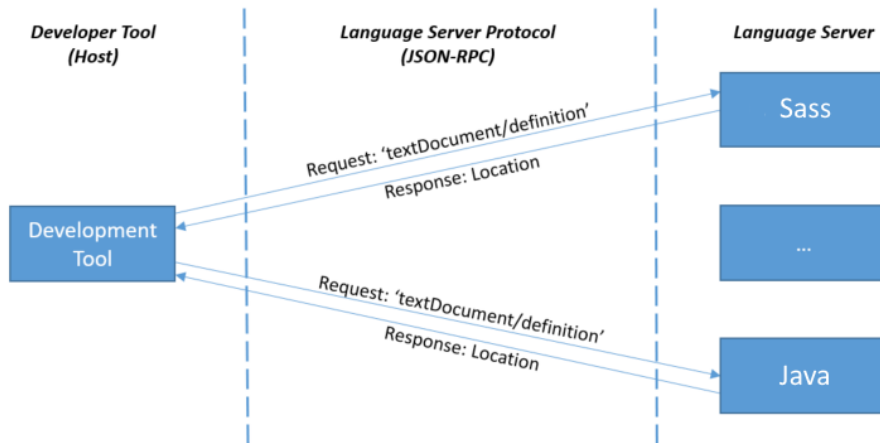 Developer Tool
(Host)
Language Server Protocol
(JSON-RPC)
Language Server
Sass
Request: ‘textDocument/definition’
Response: Location
Development
Tool
...
Request: ‘textDocument/definition’
Response: Location
Java